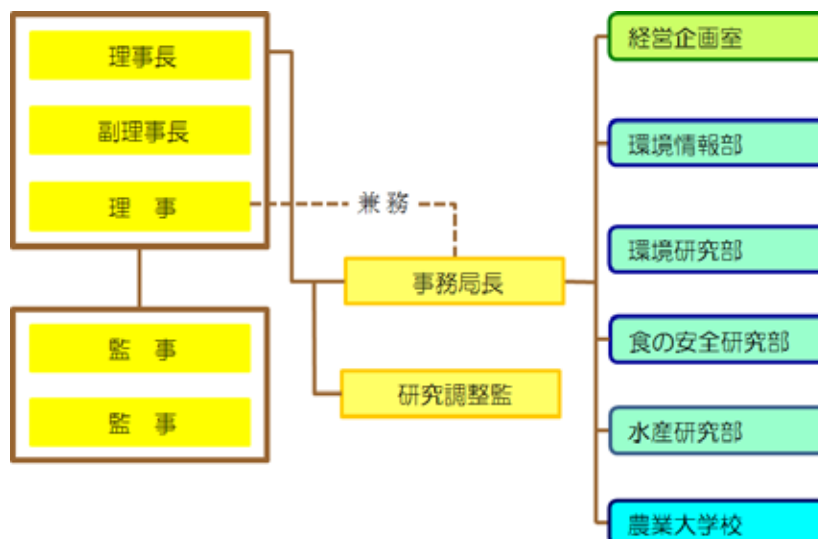 理事長
副理事長
理　事
監　事
監　事
兼務
事務局長
研究調整監
経営企画室
環境情報部
環境研究部
食の安全研究部
水産研究部
農業大学校